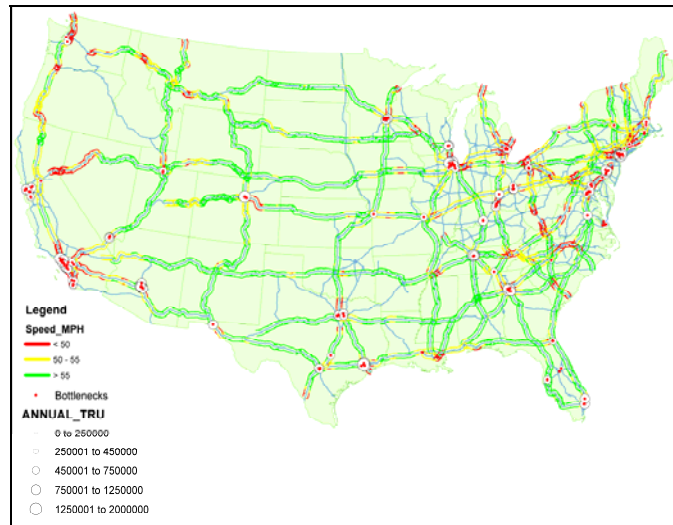 Legend
Speed_MPH
< 50
50 - 55
> 55
Bottlenecks
ANNUAL_TRU
0 to 250000
250001 to 450000
450001 to 750000
750001 to 1250000
1250001 to 2000000